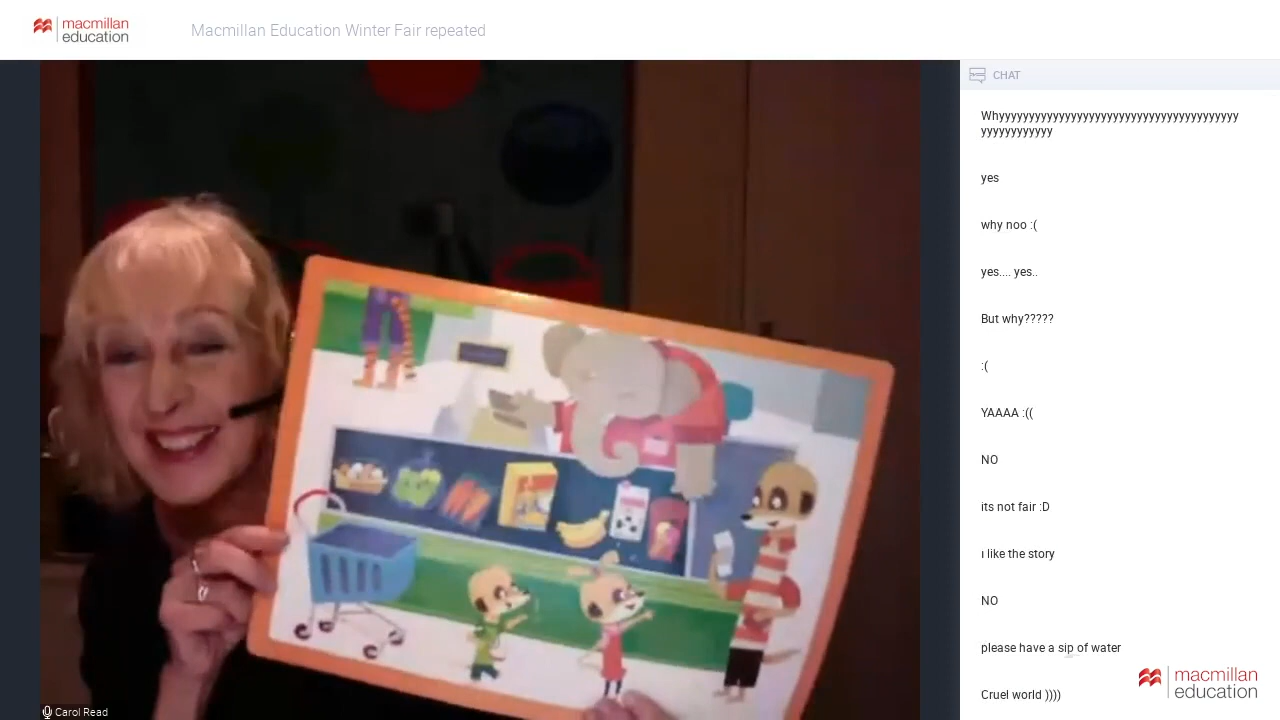 macmillan
education
Macmillan Education Winter Fair repeated
CHAT
Whyyyyyyyyyyyyyyyyyyyyyyyyyyyyyyyyyyyyyyyy
yyyyyyyyyyyy
yes
why noo :(
yes.... yes..
But why?????
:(
YAAAA :((
NO
its not fair :D
ı like the story
NO
please have a sip of water
Cruel world ))))
macmillan
education
Carol Read